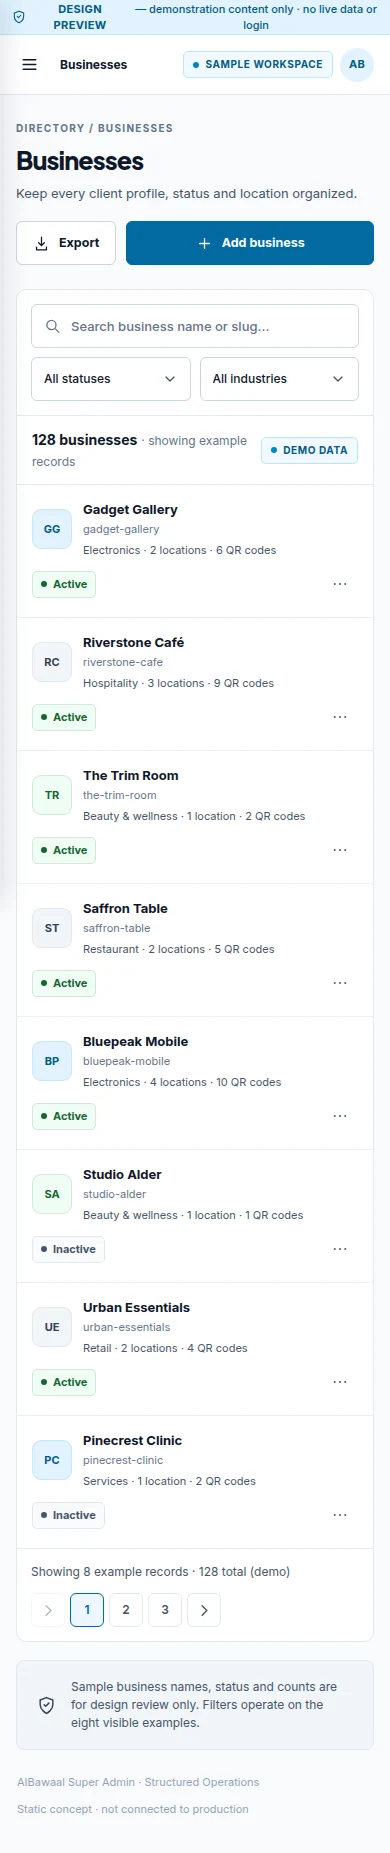 DESIGN PREVIEW — demonstration content only · no live data or login
Businesses
SAMPLE WORKSPACE
AB
DIRECTORY / BUSINESSES
Businesses
Keep every client profile, status and location organized.
Export
Add business
Search business name or slug...
All statuses
All industries
128 businesses · showing example
records
DEMO DATA
GG
Gadget Gallery
gadget-gallery
Electronics · 2 locations · 6 QR codes
Active
RC
Riverstone Café
riverstone-cafe
Hospitality · 3 locations · 9 QR codes
Active
TR
The Trim Room
the-trim-room
Beauty & wellness · 1 location · 2 QR codes
Active
ST
Saffron Table
saffron-table
Restaurant · 2 locations · 5 QR codes
Active
BP
Bluepeak Mobile
bluepeak-mobile
Electronics · 4 locations · 10 QR codes
Active
SA
Studio Alder
studio-alder
Beauty & wellness · 1 location · 1 QR codes
Inactive
UE
Urban Essentials
urban-essentials
Retail · 2 locations · 4 QR codes
Active
PC
Pinecrest Clinic
pinecrest-clinic
Services · 1 location · 2 QR codes
Inactive
Showing 8 example records · 128 total (demo)
1 2 3
Sample business names, status and counts are
for design review only. Filters operate on the
eight visible examples.
AlBawaal Super Admin · Structured Operations
Static concept · not connected to production